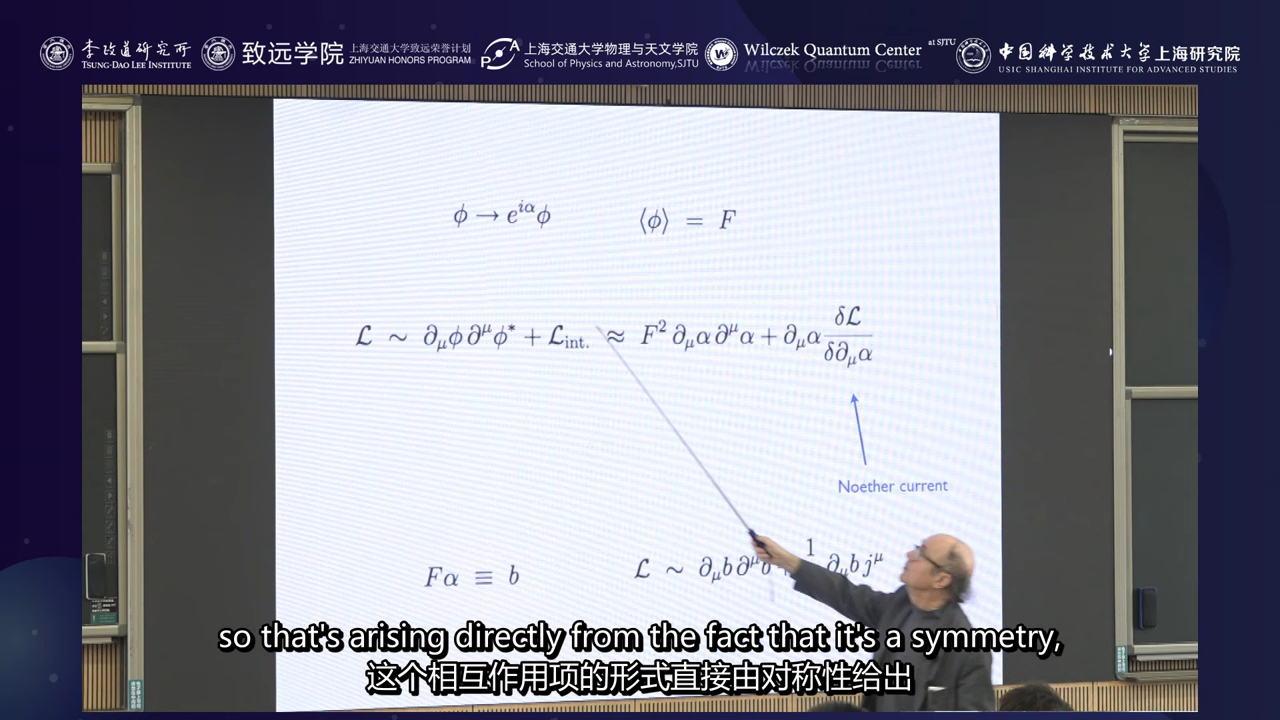 李政道研究所
TSUNG-DAO LEE INSTITUTE
致远学院
上海交通大学致远荣誉计划
ZHIYUAN HONORS PROGRAM
上海交通大学物理与天文学院
School of Physics and Astronomy,SJTU
Wilczek Quantum Center at SJTU
中国科学技术大学上海研究院
USTC SHANGHAI INSTITUTE FOR ADVANCED STUDIES
ϕ → e^{iα}ϕ
⟨ϕ⟩ = F
ℒ ∼ ∂_μϕ∂^μϕ* + ℒ_int. ≈ F² ∂_μα∂^μα + ∂_μα δℒ/δ∂_μα
Noether current
Fα ≡ b
ℒ ∼ ∂_μb∂^μb + 1 ∂_μb j^μ
so that's arising directly from the fact that it's a symmetry,
这个相互作用项的形式直接由对称性给出